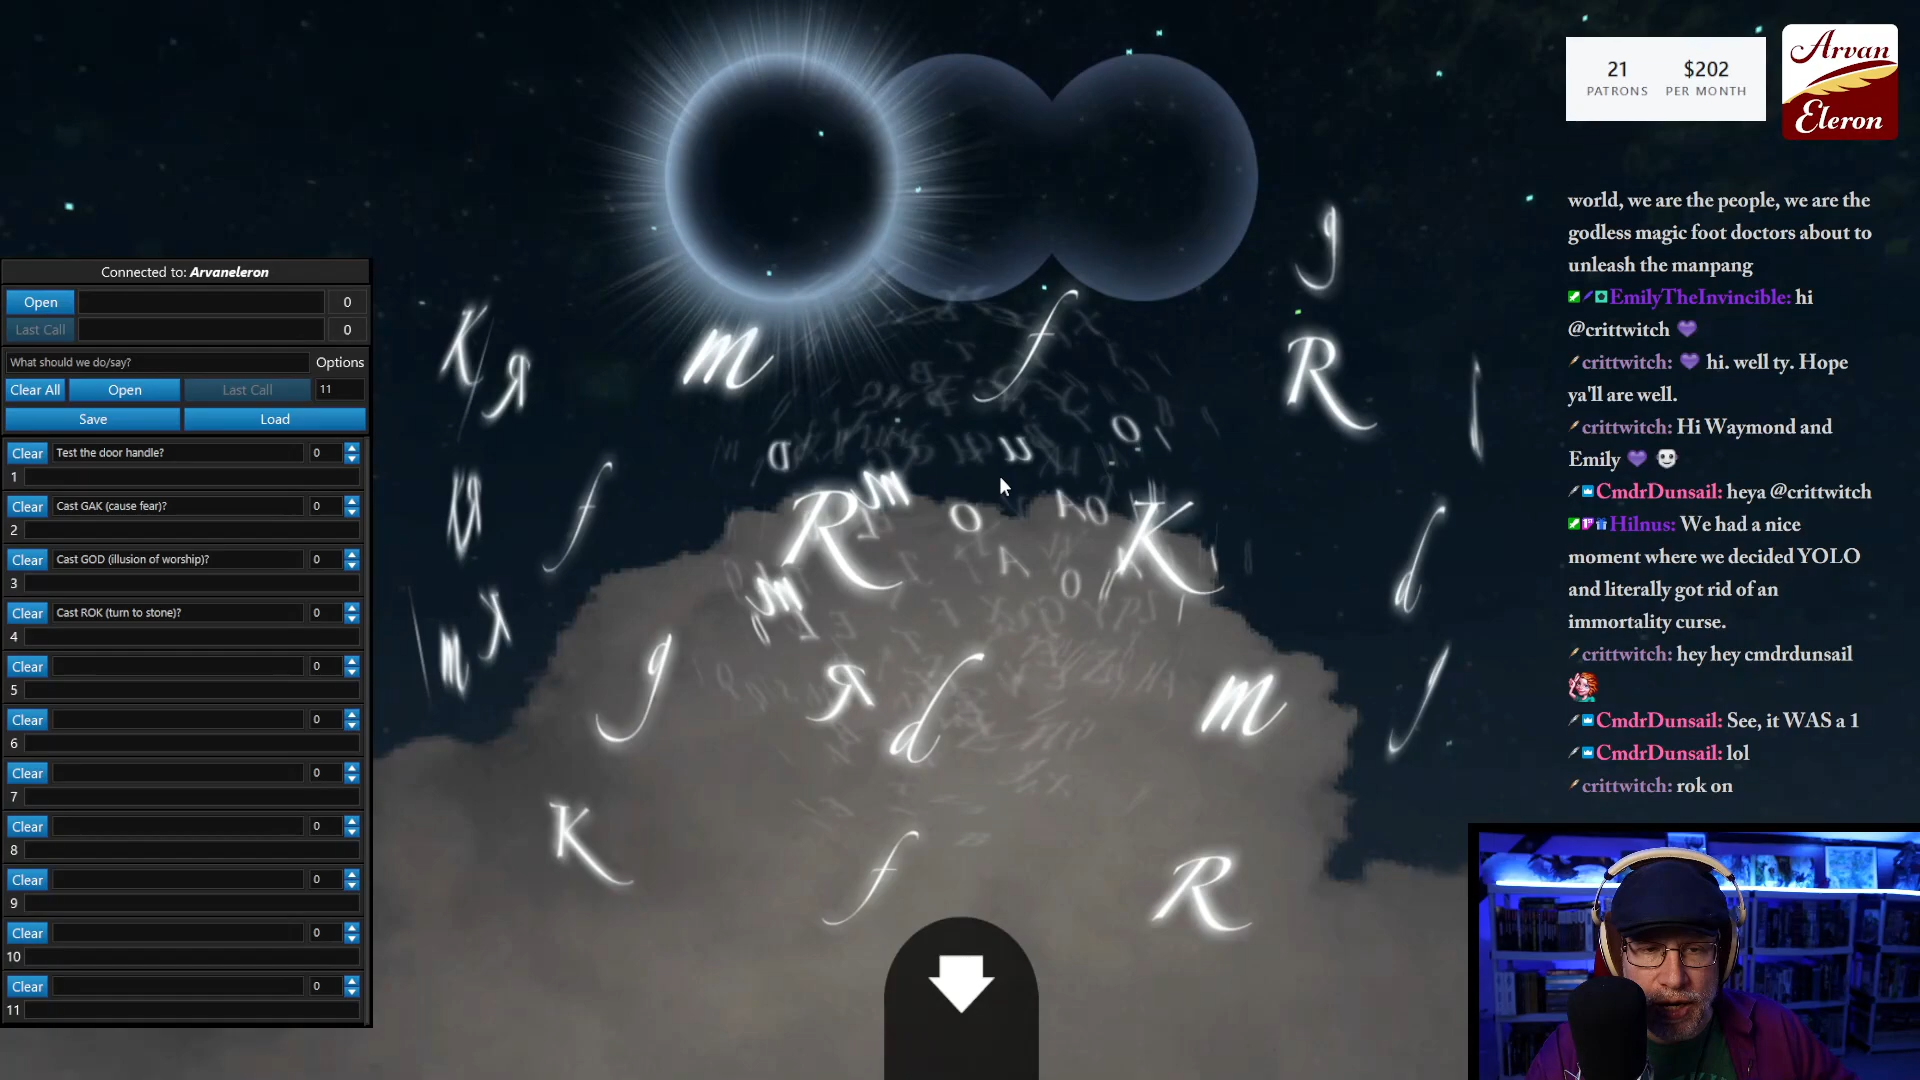 21 $202
PATRONS PER MONTH
Arvan
Eleron
Connected to: Arvaneleron
Open 0
Last Call 0
What should we do/say? Options
Clear All Open Last Call 11
Save Load
Clear Test the door handle? 0
1
Clear Cast GAK (cause fear)? 0
2
Clear Cast GOD (illusion of worship)? 0
3
Clear Cast ROK (turn to stone)? 0
4
Clear 0
5
Clear 0
6
Clear 0
7
Clear 0
8
Clear 0
9
Clear 0
10
Clear 0
11
g
K R m f R
D u o
R m O A K
f d
m K g R d m
K f R
world, we are the people, we are the
godless magic foot doctors about to
unleash the manpang
EmilyTheInvincible: hi
@crittwitch
crittwitch: hi. well ty. Hope
ya'll are well.
crittwitch: Hi Waymond and
Emily
CmdrDunsail: heya @crittwitch
Hilnus: We had a nice
moment where we decided YOLO
and literally got rid of an
immortality curse.
crittwitch: hey hey cmdrdunsail
CmdrDunsail: See, it WAS a 1
CmdrDunsail: lol
crittwitch: rok on